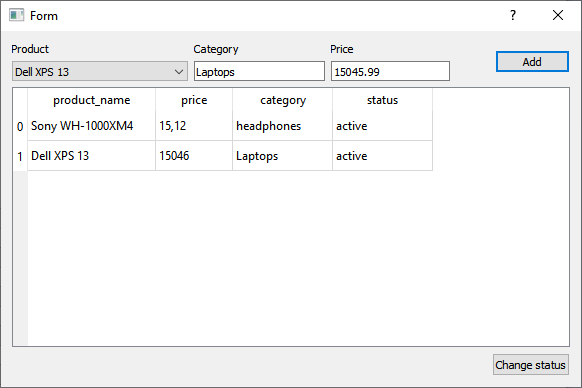 Form
Product Category Price
Dell XPS 13 Laptops 15045.99 Add
product_name price category status
0 Sony WH-1000XM4 15,12 headphones active
1 Dell XPS 13 15046 Laptops active
Change status